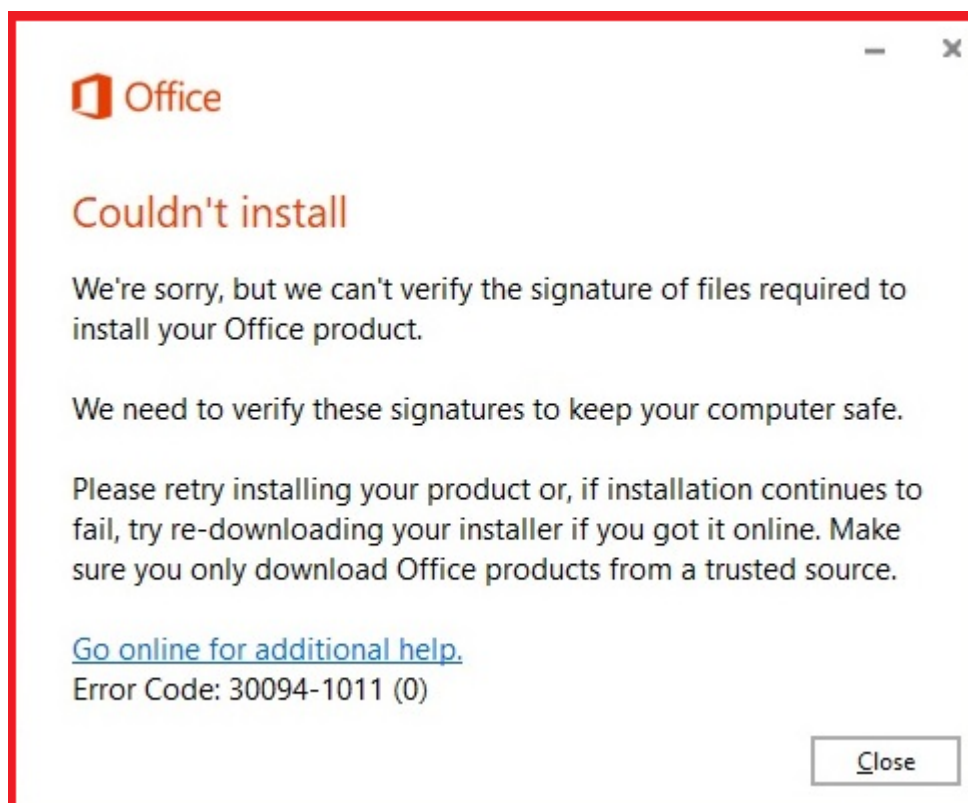 Office
Couldn't install
We're sorry, but we can't verify the signature of files required to
install your Office product.
We need to verify these signatures to keep your computer safe.
Please retry installing your product or, if installation continues to
fail, try re-downloading your installer if you got it online. Make
sure you only download Office products from a trusted source.
Go online for additional help.
Error Code: 30094-1011 (0)
Close